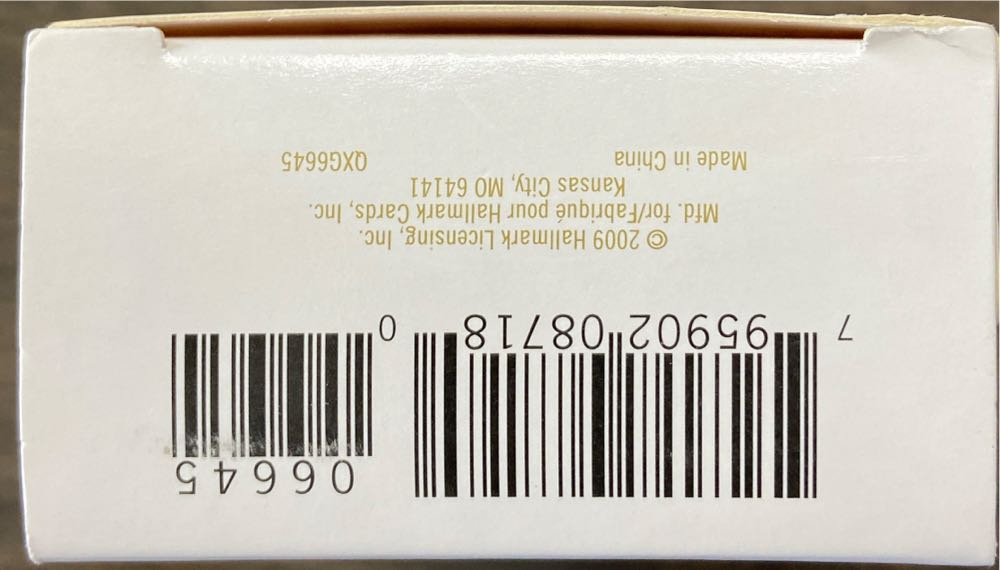 06645
7 95902 08718 0
© 2009 Hallmark Licensing, Inc.
Mfd. for/Fabriqué pour Hallmark Cards, Inc.
Kansas City, MO 64141
Made in China QXG6645